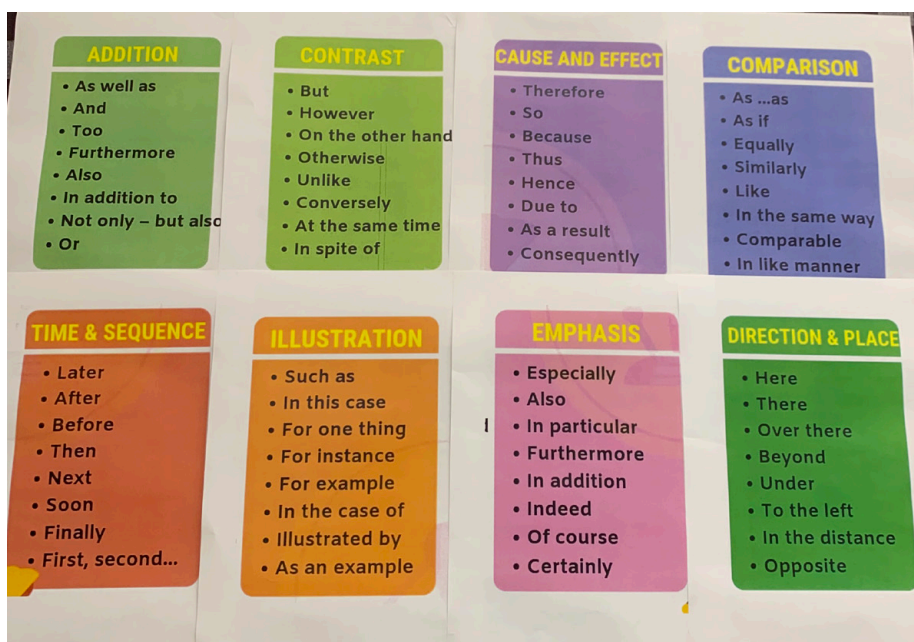 ADDITION
• As well as
• And
• Too
• Furthermore
• Also
• In addition to
• Not only – but also
• Or
CONTRAST
• But
• However
• On the other hand
• Otherwise
• Unlike
• Conversely
• At the same time
• In spite of
CAUSE AND EFFECT
• Therefore
• So
• Because
• Thus
• Hence
• Due to
• As a result
• Consequently
COMPARISON
• As ...as
• As if
• Equally
• Similarly
• Like
• In the same way
• Comparable
• In like manner
TIME & SEQUENCE
• Later
• After
• Before
• Then
• Next
• Soon
• Finally
• First, second...
ILLUSTRATION
• Such as
• In this case
• For one thing
• For instance
• For example
• In the case of
• Illustrated by
• As an example
EMPHASIS
• Especially
• Also
• In particular
• Furthermore
• In addition
• Indeed
• Of course
• Certainly
DIRECTION & PLACE
• Here
• There
• Over there
• Beyond
• Under
• To the left
• In the distance
• Opposite